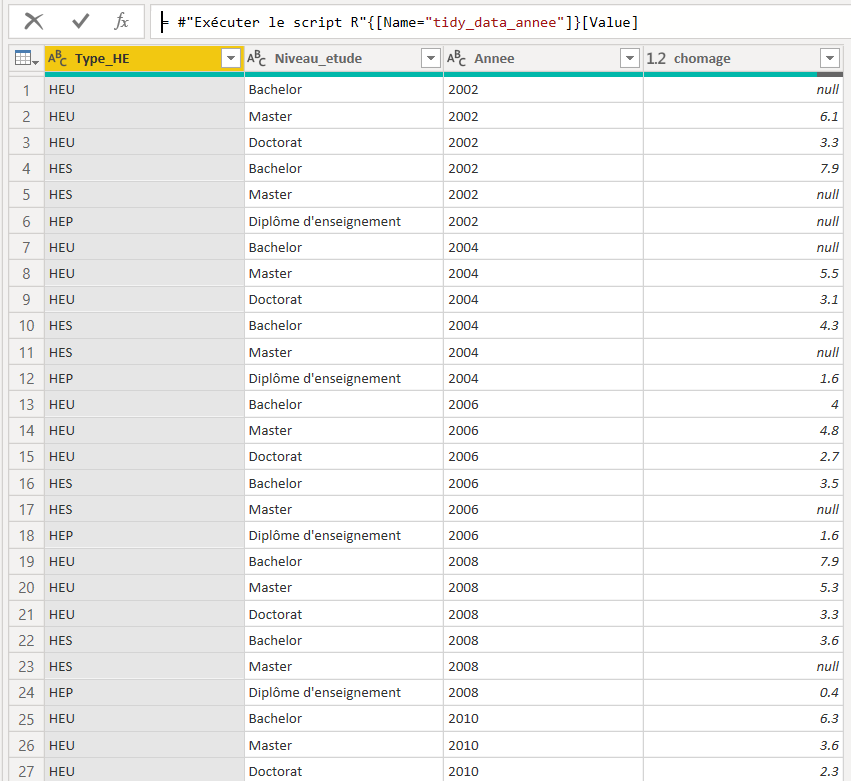 = #"Exécuter le script R"{[Name="tidy_data_annee"]}[Value]
ABC Type_HE ABC Niveau_etude ABC Annee 1.2 chomage
1 HEU Bachelor 2002 null
2 HEU Master 2002 6.1
3 HEU Doctorat 2002 3.3
4 HES Bachelor 2002 7.9
5 HES Master 2002 null
6 HEP Diplôme d'enseignement 2002 null
7 HEU Bachelor 2004 null
8 HEU Master 2004 5.5
9 HEU Doctorat 2004 3.1
10 HES Bachelor 2004 4.3
11 HES Master 2004 null
12 HEP Diplôme d'enseignement 2004 1.6
13 HEU Bachelor 2006 4
14 HEU Master 2006 4.8
15 HEU Doctorat 2006 2.7
16 HES Bachelor 2006 3.5
17 HES Master 2006 null
18 HEP Diplôme d'enseignement 2006 1.6
19 HEU Bachelor 2008 7.9
20 HEU Master 2008 5.3
21 HEU Doctorat 2008 3.3
22 HES Bachelor 2008 3.6
23 HES Master 2008 null
24 HEP Diplôme d'enseignement 2008 0.4
25 HEU Bachelor 2010 6.3
26 HEU Master 2010 3.6
27 HEU Doctorat 2010 2.3